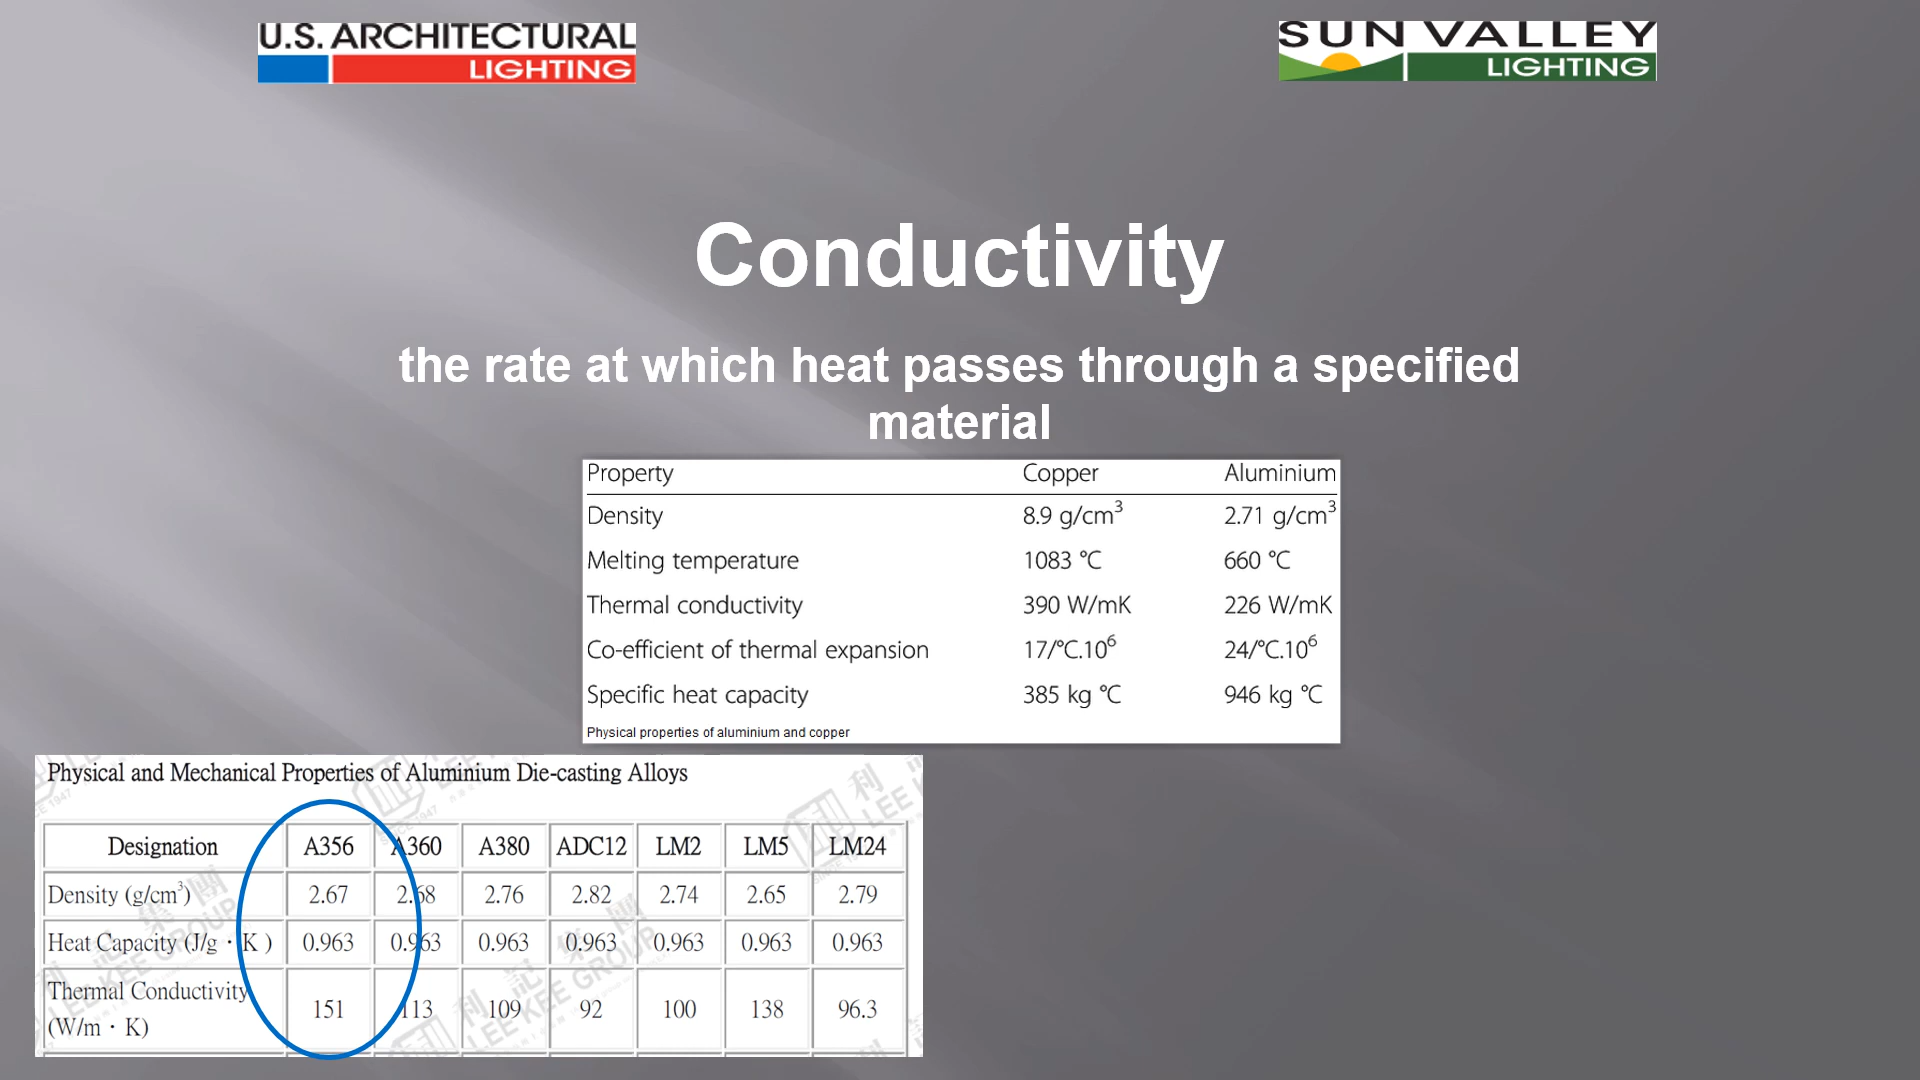 U.S. ARCHITECTURAL
LIGHTING
SUN VALLEY
LIGHTING
Conductivity
the rate at which heat passes through a specified
material
Property Copper Aluminium
Density 8.9 g/cm³ 2.71 g/cm³
Melting temperature 1083 °C 660 °C
Thermal conductivity 390 W/mK 226 W/mK
Co-efficient of thermal expansion 17/°C.10⁶ 24/°C.10⁶
Specific heat capacity 385 kg °C 946 kg °C
Physical properties of aluminium and copper
Physical and Mechanical Properties of Aluminium Die-casting Alloys
Designation A356 A360 A380 ADC12 LM2 LM5 LM24
Density (g/cm³) 2.67 2.68 2.76 2.82 2.74 2.65 2.79
Heat Capacity (J/g・K ) 0.963 0.963 0.963 0.963 0.963 0.963 0.963
Thermal Conductivity
(W/m・K) 151 113 109 92 100 138 96.3
LEE KEE GROUP